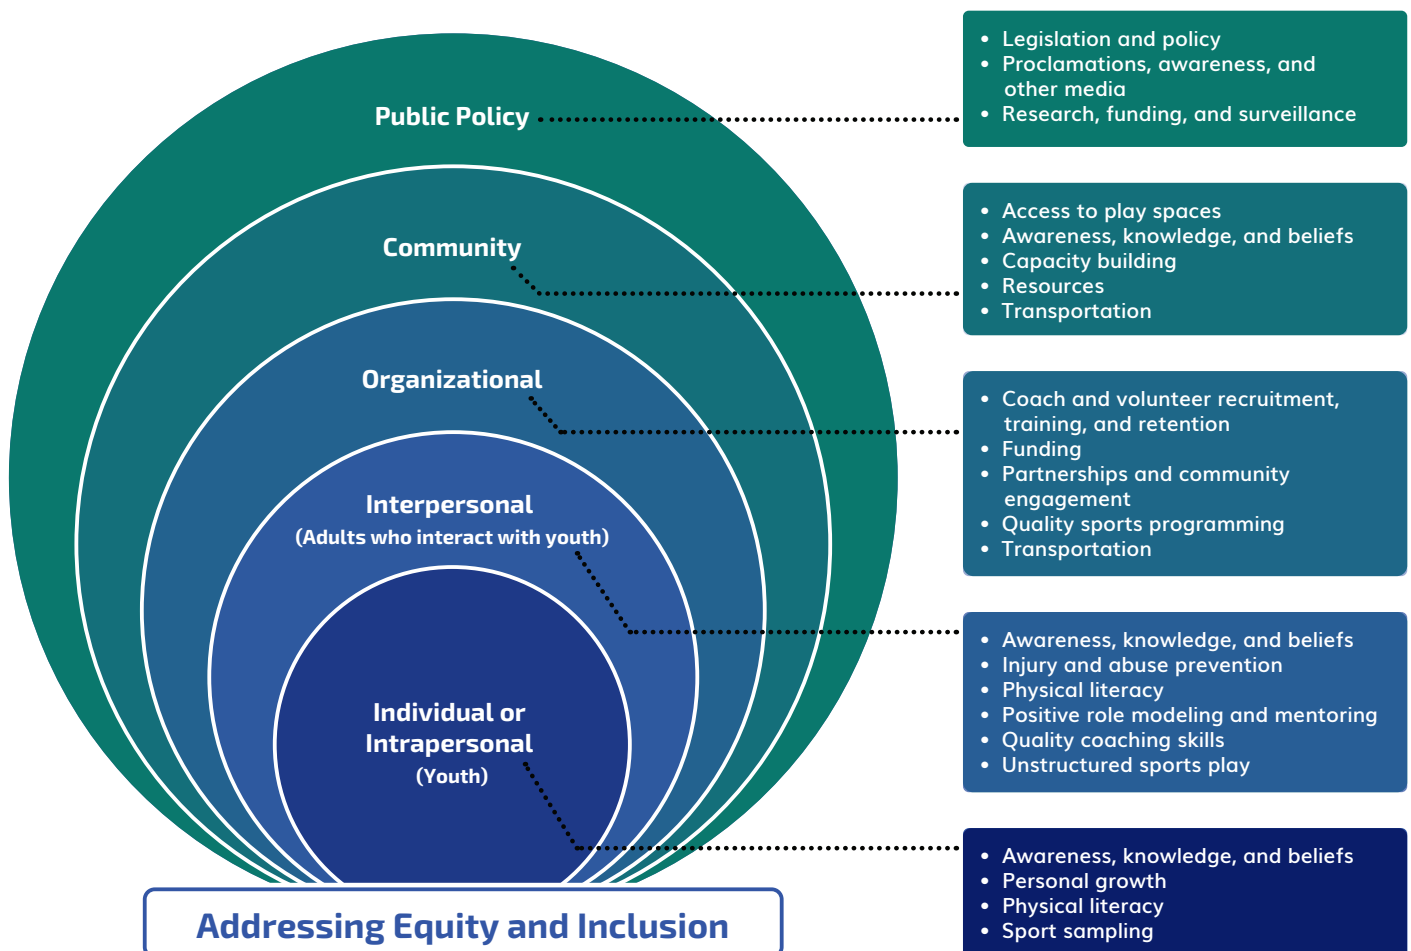 Public Policy
• Legislation and policy
• Proclamations, awareness, and
other media
• Research, funding, and surveillance
Community
• Access to play spaces
• Awareness, knowledge, and beliefs
• Capacity building
• Resources
• Transportation
Organizational
• Coach and volunteer recruitment,
training, and retention
• Funding
• Partnerships and community
engagement
• Quality sports programming
• Transportation
Interpersonal
(Adults who interact with youth)
• Awareness, knowledge, and beliefs
• Injury and abuse prevention
• Physical literacy
• Positive role modeling and mentoring
• Quality coaching skills
• Unstructured sports play
Individual or
Intrapersonal
(Youth)
• Awareness, knowledge, and beliefs
• Personal growth
• Physical literacy
• Sport sampling
Addressing Equity and Inclusion